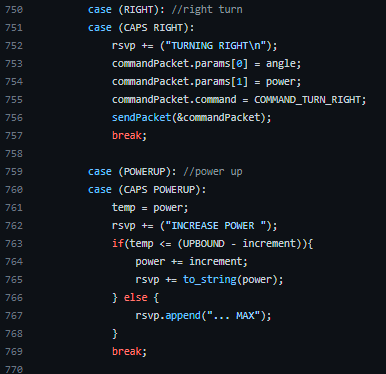 750 case (RIGHT): //right turn
751 case (CAPS RIGHT):
752 rsvp += ("TURNING RIGHT\n");
753 commandPacket.params[0] = angle;
754 commandPacket.params[1] = power;
755 commandPacket.command = COMMAND_TURN_RIGHT;
756 sendPacket(&commandPacket);
757 break;
758
759 case (POWERUP): //power up
760 case (CAPS POWERUP):
761 temp = power;
762 rsvp += ("INCREASE POWER ");
763 if(temp <= (UPBOUND - increment)){
764 power += increment;
765 rsvp += to_string(power);
766 } else {
767 rsvp.append("... MAX");
768 }
769 break;
770